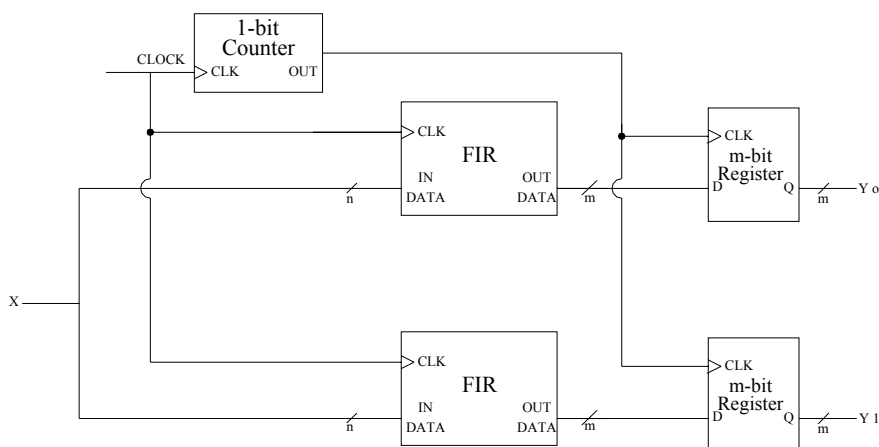 1-bit
Counter
CLOCK
CLK
OUT
CLK
FIR
IN
DATA
OUT
DATA
n
m
CLK
m-bit
Register
D
Q
m
Y o
X
CLK
FIR
IN
DATA
OUT
DATA
n
m
CLK
m-bit
Register
D
Q
m
Y 1